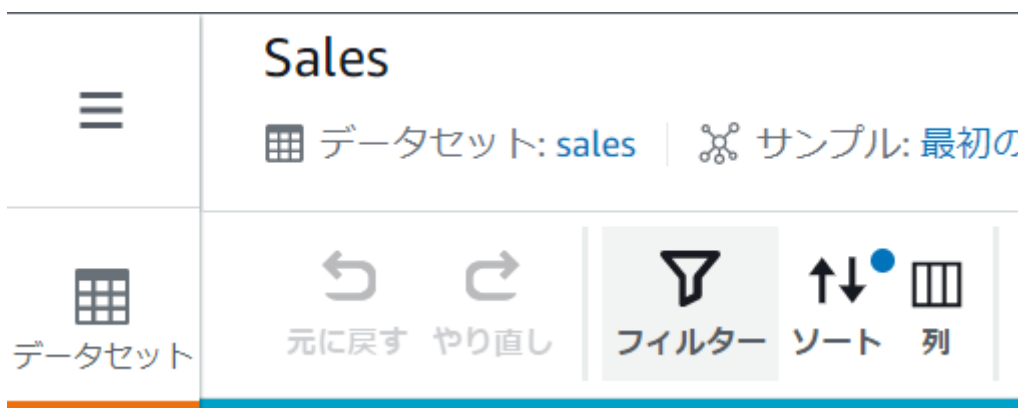 Sales
データセット: sales サンプル: 最初の
元に戻す やり直し フィルター ソート 列
データセット